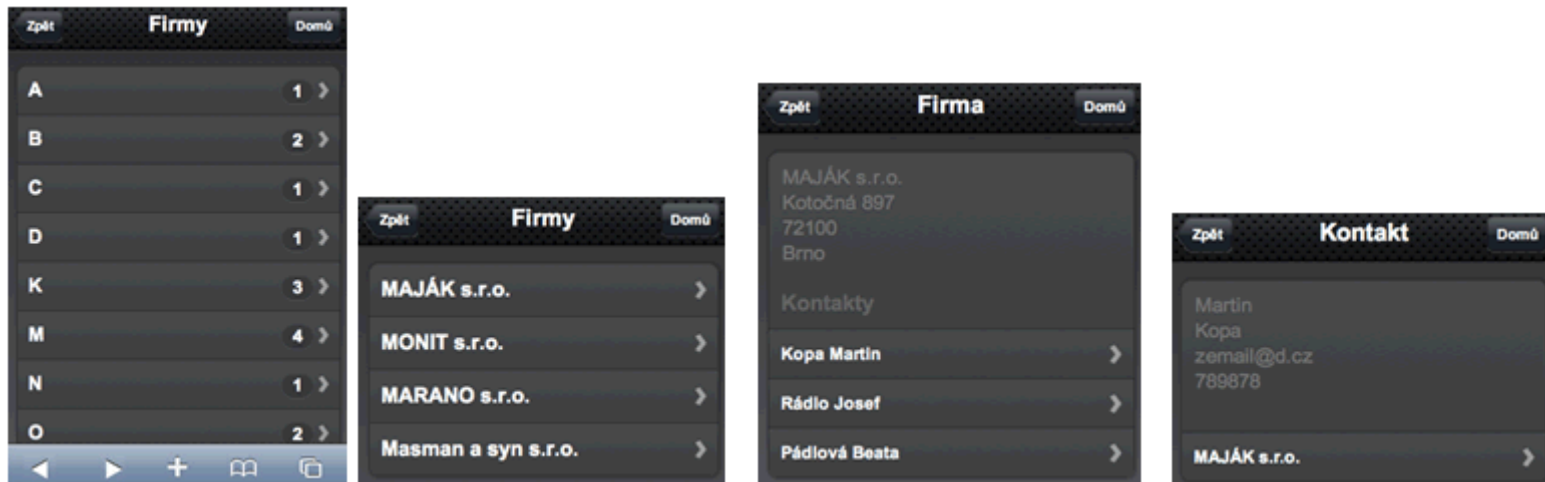 Zpět Firmy Domů
A 1
B 2
C 1
D 1
K 3
M 4
N 1
O 2
Zpět Firmy Domů
MAJÁK s.r.o.
MONIT s.r.o.
MARANO s.r.o.
Masman a syn s.r.o.
Zpět Firma Domů
MAJÁK s.r.o.
Kotočná 897
72100
Brno
Kontakty
Kopa Martin
Rádlo Josef
Pádlová Beata
Zpět Kontakt Domů
Martin
Kopa
zemail@d.cz
789878
MAJÁK s.r.o.